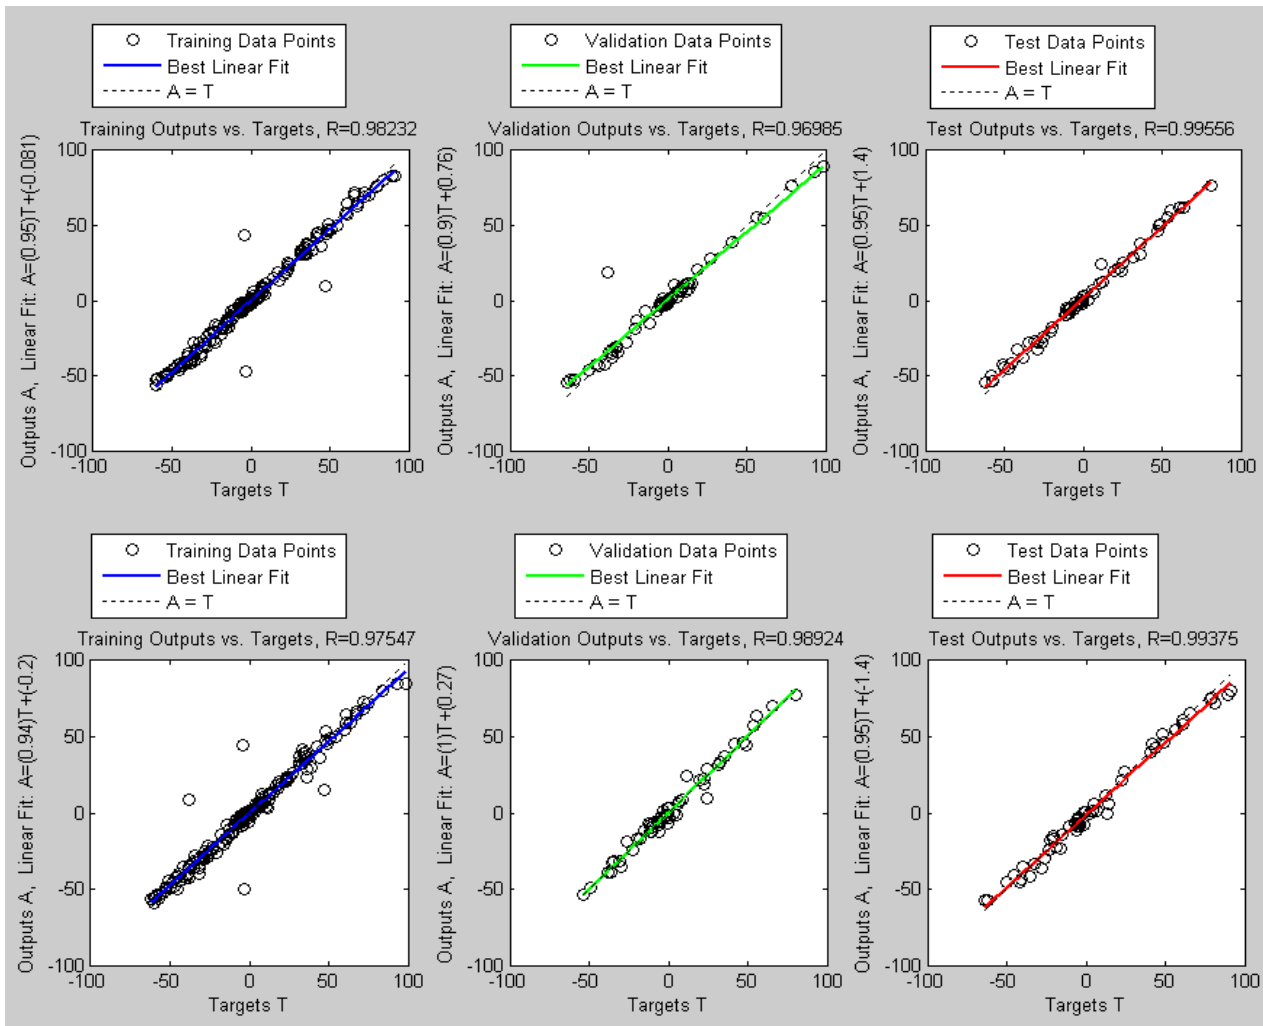 Training Data Points
Best Linear Fit
A = T
Training Outputs vs. Targets, R=0.98232
Outputs A, Linear Fit: A=(0.95)T+(-0.081)
100
50
0
-50
-100
-100 -50 0 50 100
Targets T
Validation Data Points
Best Linear Fit
A = T
Validation Outputs vs. Targets, R=0.96985
Outputs A, Linear Fit: A=(0.9)T+(0.76)
100
50
0
-50
-100
-100 -50 0 50 100
Targets T
Test Data Points
Best Linear Fit
A = T
Test Outputs vs. Targets, R=0.99556
Outputs A, Linear Fit: A=(0.95)T+(1.4)
100
50
0
-50
-100
-100 -50 0 50 100
Targets T
Training Data Points
Best Linear Fit
A = T
Training Outputs vs. Targets, R=0.97547
Outputs A, Linear Fit: A=(0.94)T+(-0.2)
100
50
0
-50
-100
-100 -50 0 50 100
Targets T
Validation Data Points
Best Linear Fit
A = T
Validation Outputs vs. Targets, R=0.98924
Outputs A, Linear Fit: A=(1)T+(0.27)
100
50
0
-50
-100
-100 -50 0 50 100
Targets T
Test Data Points
Best Linear Fit
A = T
Test Outputs vs. Targets, R=0.99375
Outputs A, Linear Fit: A=(0.95)T+(-1.4)
100
50
0
-50
-100
-100 -50 0 50 100
Targets T